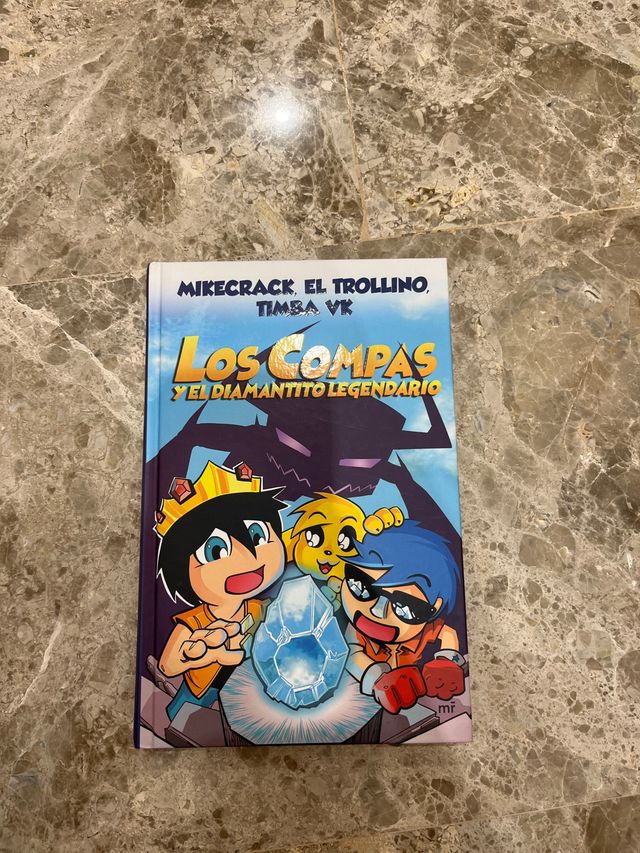 MIKECRACK, EL TROLLINO,
TIMBA VK
LOS COMPAS
Y EL DIAMANTITO LEGENDARIO
mr